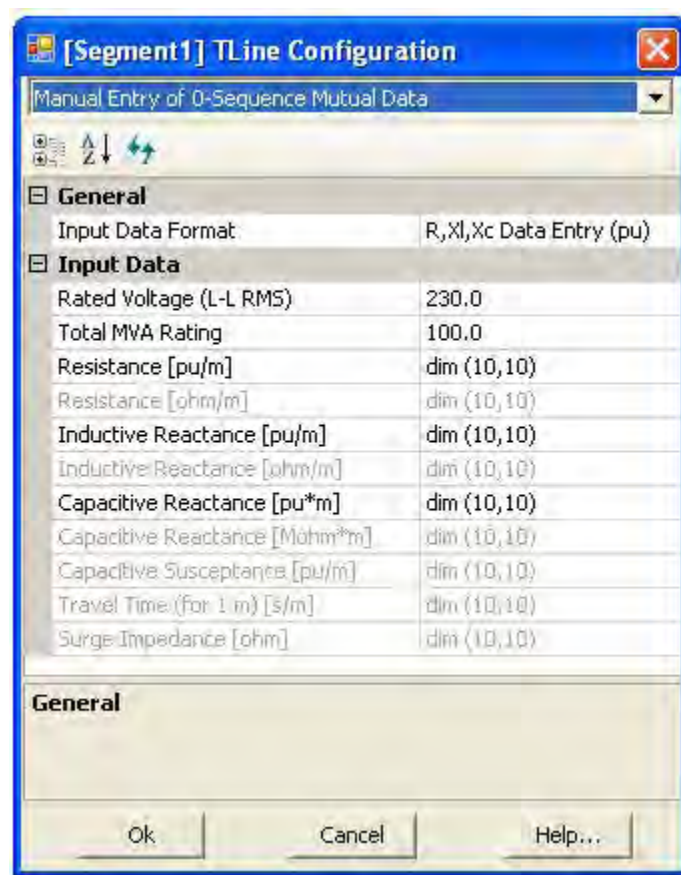 [Segment1] TLine Configuration
Manual Entry of 0-Sequence Mutual Data
General
Input Data Format R,Xl,Xc Data Entry (pu)
Input Data
Rated Voltage (L-L RMS) 230.0
Total MVA Rating 100.0
Resistance [pu/m] dim (10,10)
Resistance [ohm/m] dim (10,10)
Inductive Reactance [pu/m] dim (10,10)
Inductive Reactance [ohm/m] dim (10,10)
Capacitive Reactance [pu*m] dim (10,10)
Capacitive Reactance [Mohm*m] dim (10,10)
Capacitive Susceptance [pu/m] dim (10,10)
Travel Time (for 1 m) [s/m] dim (10,10)
Surge Impedance [ohm] dim (10,10)
General
Ok Cancel Help...